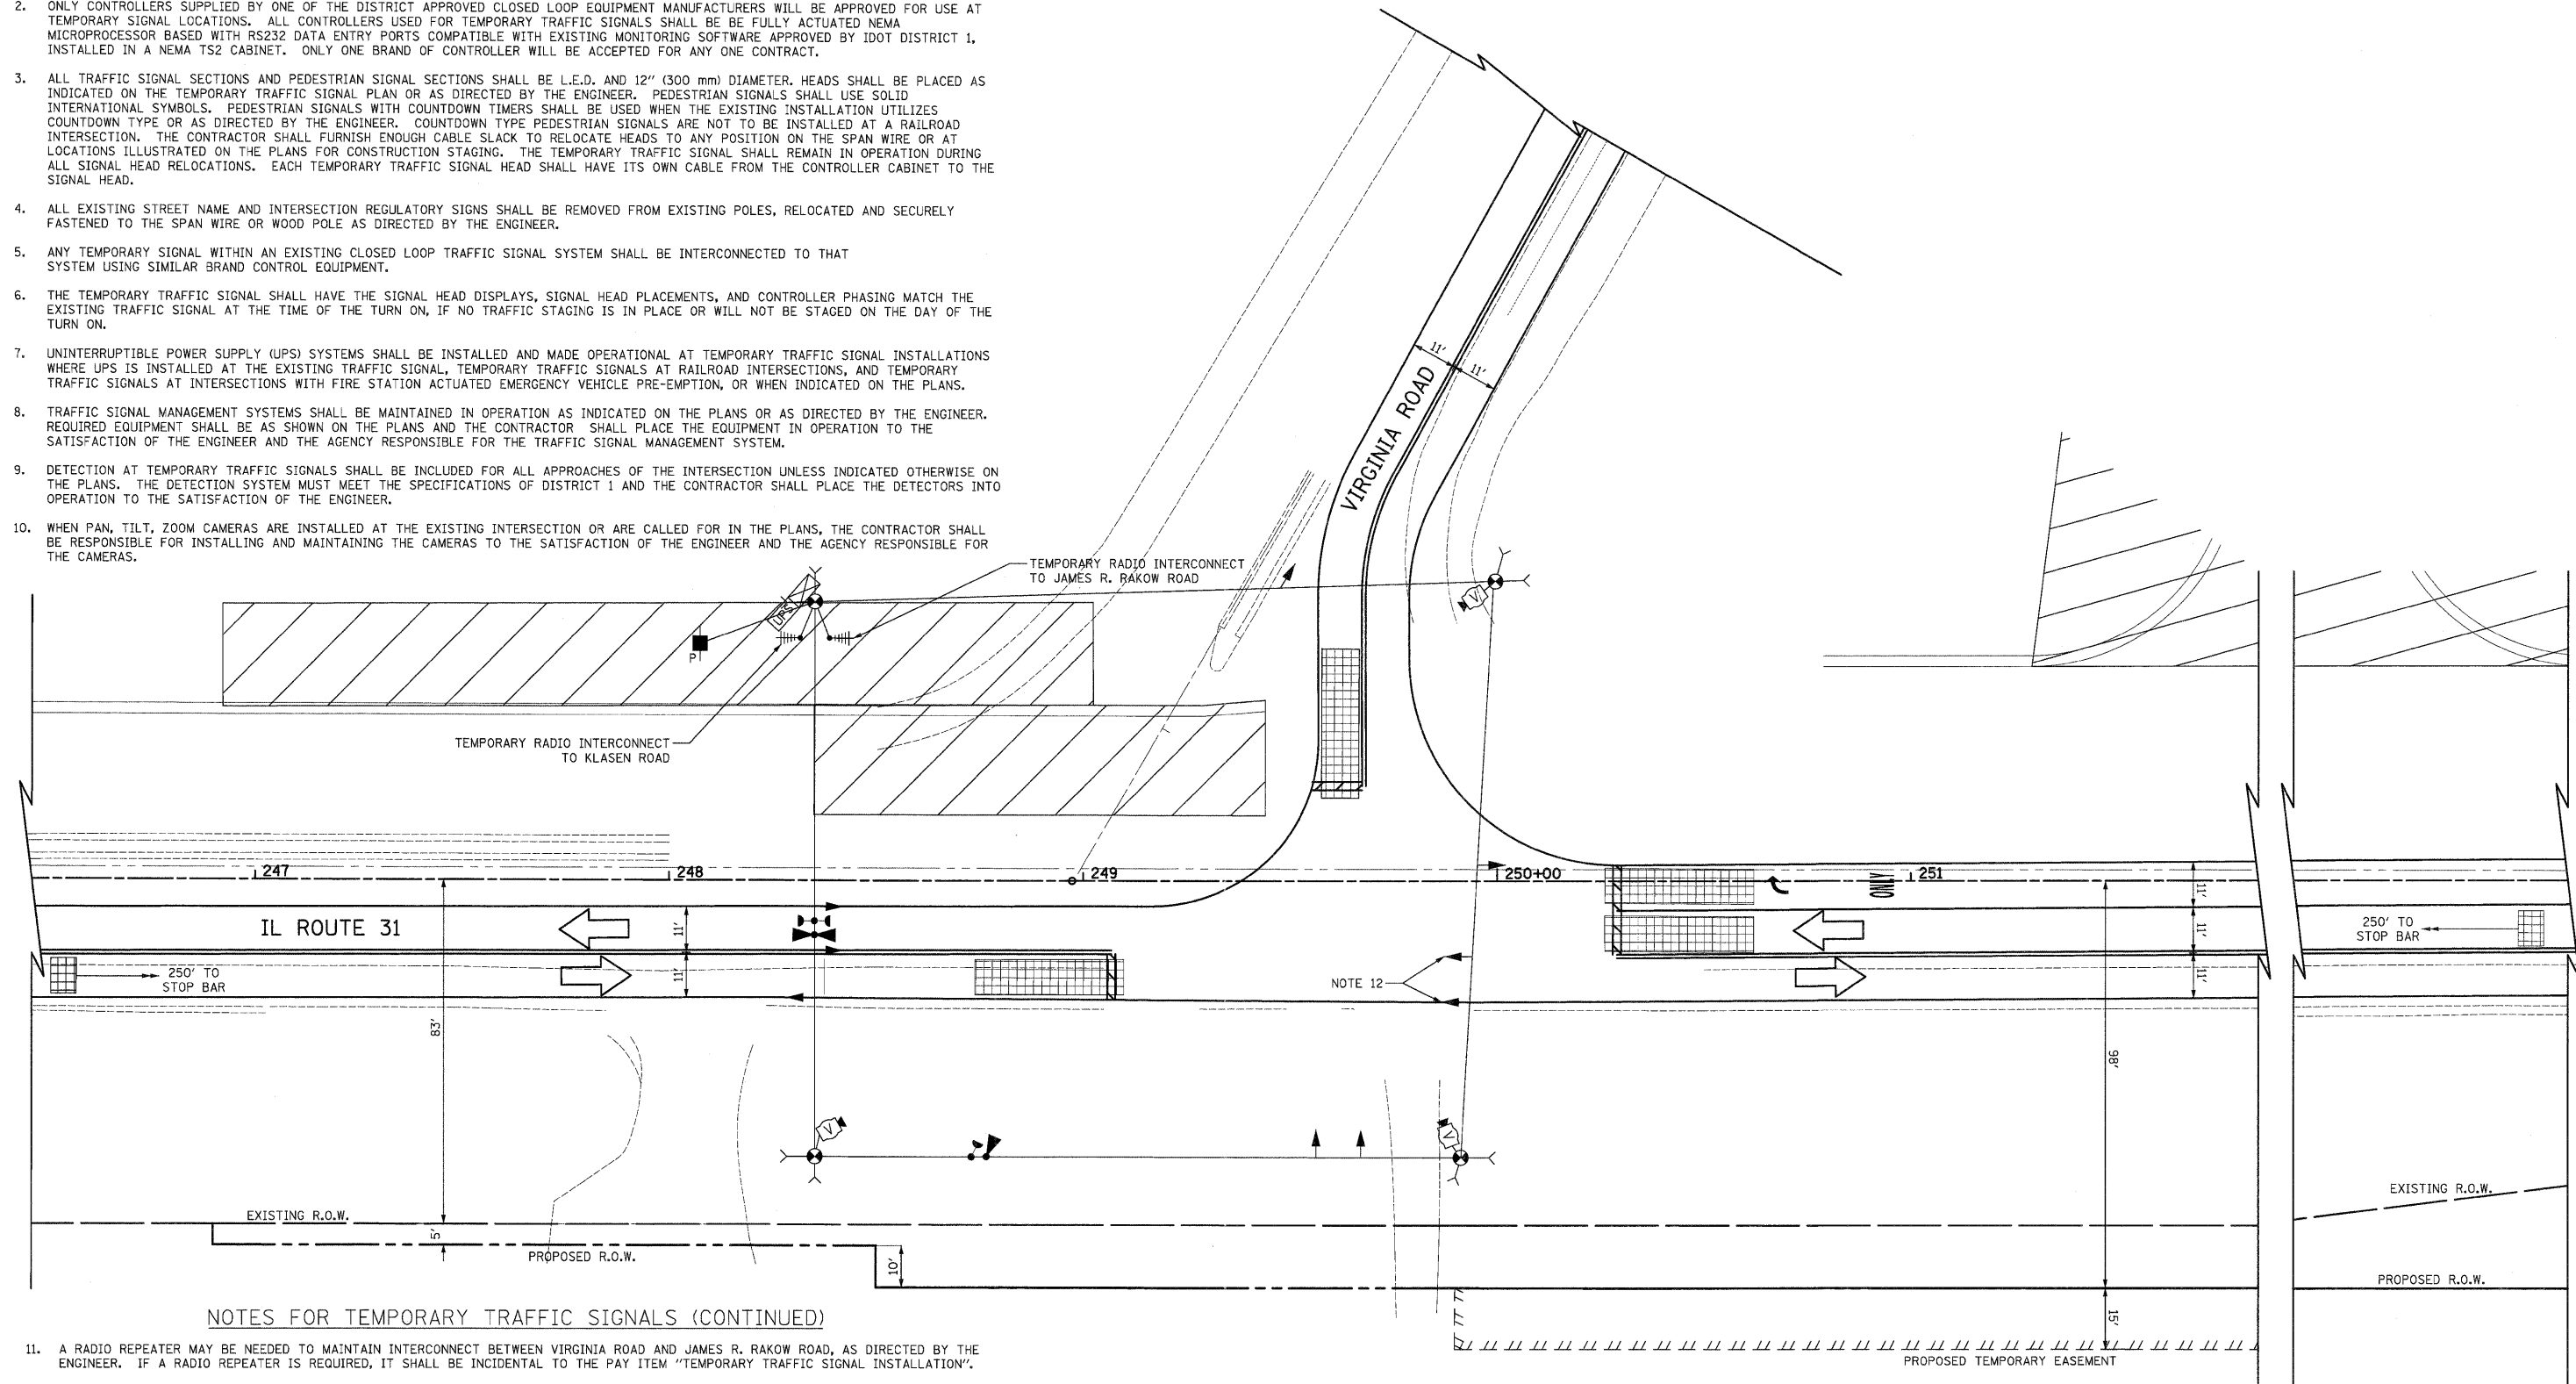 2. ONLY CONTROLLERS SUPPLIED BY ONE OF THE DISTRICT APPROVED CLOSED LOOP EQUIPMENT MANUFACTURERS WILL BE APPROVED FOR USE AT
TEMPORARY SIGNAL LOCATIONS. ALL CONTROLLERS USED FOR TEMPORARY TRAFFIC SIGNALS SHALL BE BE FULLY ACTUATED NEMA
MICROPROCESSOR BASED WITH RS232 DATA ENTRY PORTS COMPATIBLE WITH EXISTING MONITORING SOFTWARE APPROVED BY IDOT DISTRICT 1,
INSTALLED IN A NEMA TS2 CABINET. ONLY ONE BRAND OF CONTROLLER WILL BE ACCEPTED FOR ANY ONE CONTRACT.
3. ALL TRAFFIC SIGNAL SECTIONS AND PEDESTRIAN SIGNAL SECTIONS SHALL BE L.E.D. AND 12" (300 mm) DIAMETER. HEADS SHALL BE PLACED AS
INDICATED ON THE TEMPORARY TRAFFIC SIGNAL PLAN OR AS DIRECTED BY THE ENGINEER. PEDESTRIAN SIGNALS SHALL USE SOLID
INTERNATIONAL SYMBOLS. PEDESTRIAN SIGNALS WITH COUNTDOWN TIMERS SHALL BE USED WHEN THE EXISTING INSTALLATION UTILIZES
COUNTDOWN TYPE OR AS DIRECTED BY THE ENGINEER. COUNTDOWN TYPE PEDESTRIAN SIGNALS ARE NOT TO BE INSTALLED AT A RAILROAD
INTERSECTION. THE CONTRACTOR SHALL FURNISH ENOUGH CABLE SLACK TO RELOCATE HEADS TO ANY POSITION ON THE SPAN WIRE OR AT
LOCATIONS ILLUSTRATED ON THE PLANS FOR CONSTRUCTION STAGING. THE TEMPORARY TRAFFIC SIGNAL SHALL REMAIN IN OPERATION DURING
ALL SIGNAL HEAD RELOCATIONS. EACH TEMPORARY TRAFFIC SIGNAL HEAD SHALL HAVE ITS OWN CABLE FROM THE CONTROLLER CABINET TO THE
SIGNAL HEAD.
4. ALL EXISTING STREET NAME AND INTERSECTION REGULATORY SIGNS SHALL BE REMOVED FROM EXISTING POLES, RELOCATED AND SECURELY
FASTENED TO THE SPAN WIRE OR WOOD POLE AS DIRECTED BY THE ENGINEER.
5. ANY TEMPORARY SIGNAL WITHIN AN EXISTING CLOSED LOOP TRAFFIC SIGNAL SYSTEM SHALL BE INTERCONNECTED TO THAT
SYSTEM USING SIMILAR BRAND CONTROL EQUIPMENT.
6. THE TEMPORARY TRAFFIC SIGNAL SHALL HAVE THE SIGNAL HEAD DISPLAYS, SIGNAL HEAD PLACEMENTS, AND CONTROLLER PHASING MATCH THE
EXISTING TRAFFIC SIGNAL AT THE TIME OF THE TURN ON, IF NO TRAFFIC STAGING IS IN PLACE OR WILL NOT BE STAGED ON THE DAY OF THE
TURN ON.
7. UNINTERRUPTIBLE POWER SUPPLY (UPS) SYSTEMS SHALL BE INSTALLED AND MADE OPERATIONAL AT TEMPORARY TRAFFIC SIGNAL INSTALLATIONS
WHERE UPS IS INSTALLED AT THE EXISTING TRAFFIC SIGNAL, TEMPORARY TRAFFIC SIGNALS AT RAILROAD INTERSECTIONS, AND TEMPORARY
TRAFFIC SIGNALS AT INTERSECTIONS WITH FIRE STATION ACTUATED EMERGENCY VEHICLE PRE-EMPTION, OR WHEN INDICATED ON THE PLANS.
8. TRAFFIC SIGNAL MANAGEMENT SYSTEMS SHALL BE MAINTAINED IN OPERATION AS INDICATED ON THE PLANS OR AS DIRECTED BY THE ENGINEER.
REQUIRED EQUIPMENT SHALL BE AS SHOWN ON THE PLANS AND THE CONTRACTOR SHALL PLACE THE EQUIPMENT IN OPERATION TO THE
SATISFACTION OF THE ENGINEER AND THE AGENCY RESPONSIBLE FOR THE TRAFFIC SIGNAL MANAGEMENT SYSTEM.
9. DETECTION AT TEMPORARY TRAFFIC SIGNALS SHALL BE INCLUDED FOR ALL APPROACHES OF THE INTERSECTION UNLESS INDICATED OTHERWISE ON
THE PLANS. THE DETECTION SYSTEM MUST MEET THE SPECIFICATIONS OF DISTRICT 1 AND THE CONTRACTOR SHALL PLACE THE DETECTORS INTO
OPERATION TO THE SATISFACTION OF THE ENGINEER.
10. WHEN PAN, TILT, ZOOM CAMERAS ARE INSTALLED AT THE EXISTING INTERSECTION OR ARE CALLED FOR IN THE PLANS, THE CONTRACTOR SHALL
BE RESPONSIBLE FOR INSTALLING AND MAINTAINING THE CAMERAS TO THE SATISFACTION OF THE ENGINEER AND THE AGENCY RESPONSIBLE FOR
THE CAMERAS.
11'
11'
VIRGINIA ROAD
TEMPORARY RADIO INTERCONNECT
TO JAMES R. RAKOW ROAD
UPS
V
P
TEMPORARY RADIO INTERCONNECT
TO KLASEN ROAD
T
247
248
249
250+00
251
ONLY
IL ROUTE 31
11'
11'
11'
11'
11'
250' TO
STOP BAR
250' TO
STOP BAR
NOTE 12
83'
98'
V
V
EXISTING R.O.W.
EXISTING R.O.W.
5'
PROPOSED R.O.W.
10'
PROPOSED R.O.W.
15'
PROPOSED TEMPORARY EASEMENT
NOTES FOR TEMPORARY TRAFFIC SIGNALS (CONTINUED)
11. A RADIO REPEATER MAY BE NEEDED TO MAINTAIN INTERCONNECT BETWEEN VIRGINIA ROAD AND JAMES R. RAKOW ROAD, AS DIRECTED BY THE
ENGINEER. IF A RADIO REPEATER IS REQUIRED, IT SHALL BE INCIDENTAL TO THE PAY ITEM "TEMPORARY TRAFFIC SIGNAL INSTALLATION".